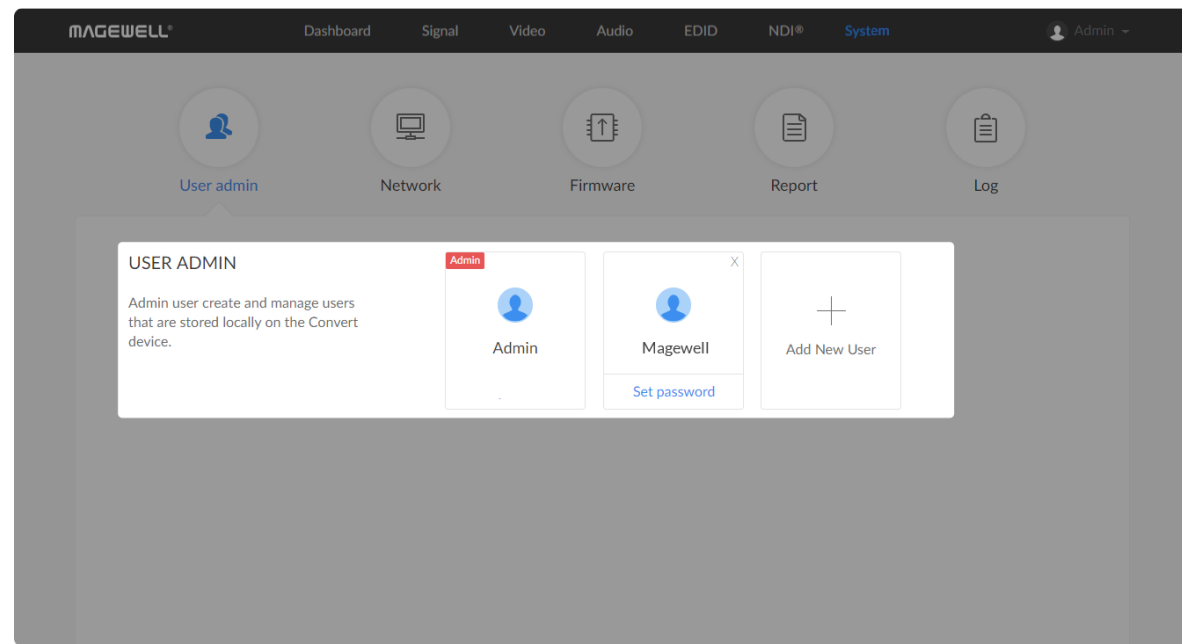 MAGEWELL®
Dashboard
Signal
Video
Audio
EDID
NDI®
System
Admin
User admin
Network
Firmware
Report
Log
USER ADMIN
Admin user create and manage users
that are stored locally on the Convert
device.
Admin
Admin
X
Magewell
Set password
Add New User